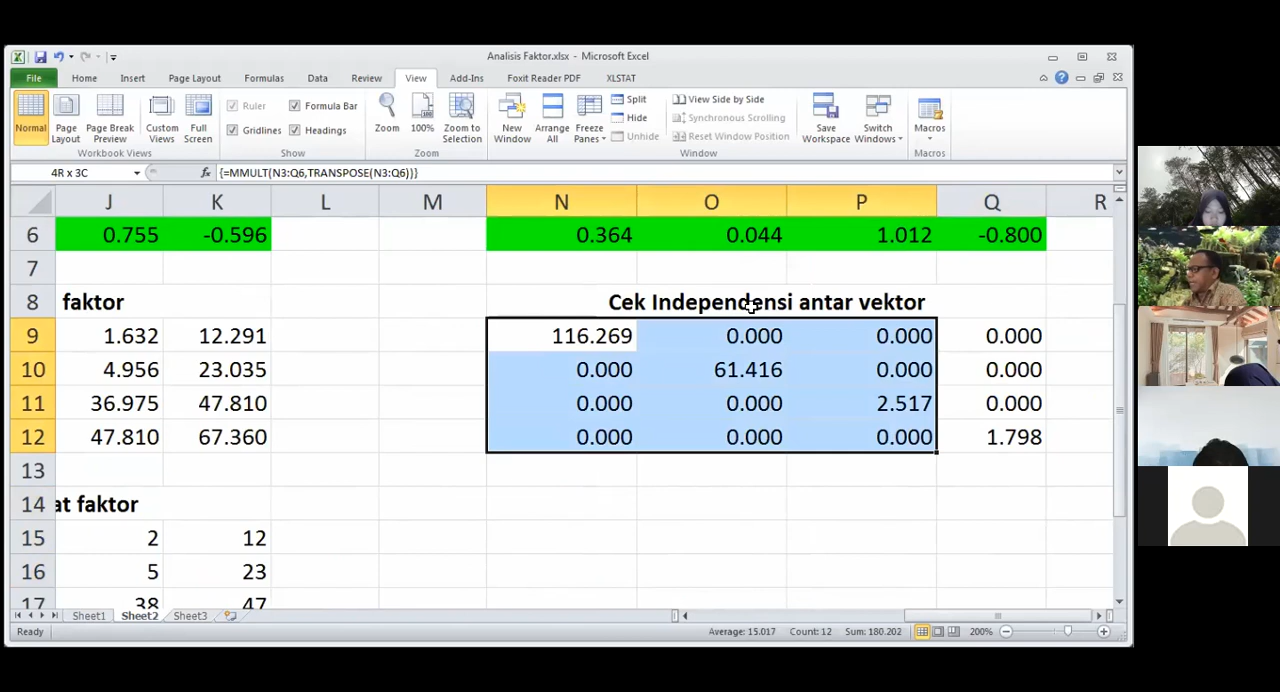 Analisis Faktor.xlsx - Microsoft Excel
File Home Insert Page Layout Formulas Data Review View Add-Ins Foxit Reader PDF XLSTAT
Normal Page Layout Page Break Preview Custom Views Full Screen
Workbook Views
Ruler Formula Bar
Gridlines Headings
Show
Zoom 100% Zoom to Selection
Zoom
New Window Arrange All Freeze Panes
Split
Hide
Unhide
View Side by Side
Synchronous Scrolling
Reset Window Position
Window
Save Workspace Switch Windows
Macros
Macros
4R x 3C fx {=MMULT(N3:Q6,TRANSPOSE(N3:Q6))}
J K L M N O P Q R
6 0.755 -0.596 0.364 0.044 1.012 -0.800
7
8 faktor Cek Independensi antar vektor
9 1.632 12.291 116.269 0.000 0.000 0.000
10 4.956 23.035 0.000 61.416 0.000 0.000
11 36.975 47.810 0.000 0.000 2.517 0.000
12 47.810 67.360 0.000 0.000 0.000 1.798
13
14 at faktor
15 2 12
16 5 23
17 38 47
Sheet1 Sheet2 Sheet3
Ready Average: 15.017 Count: 12 Sum: 180.202 200%